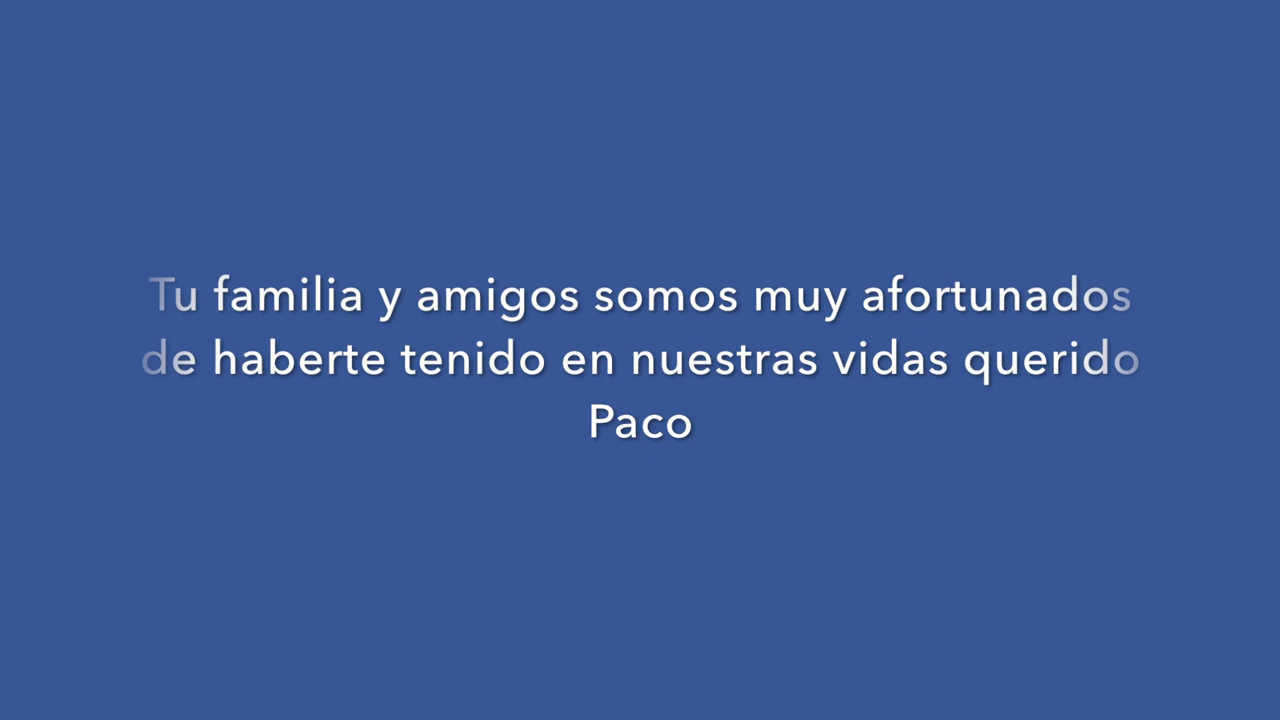 Tu familia y amigos somos muy afortunados
de haberte tenido en nuestras vidas querido
Paco